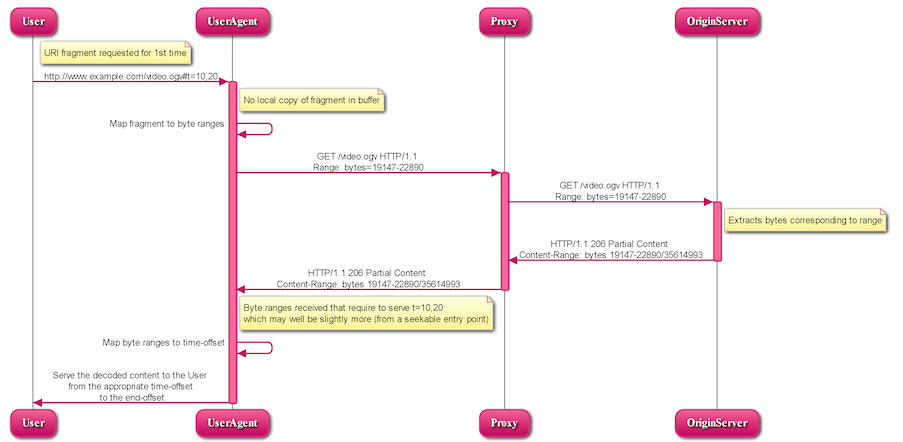 User
UserAgent
Proxy
OriginServer
URI fragment requested for 1st time
http://www.example.com/video.ogv#t=10,20
No local copy of fragment in buffer
Map fragment to byte ranges
GET /video.ogv HTTP/1.1
Range: bytes=19147-22890
GET /video.ogv HTTP/1.1
Range: bytes=19147-22890
Extracts bytes corresponding to range
HTTP/1.1 206 Partial Content
Content-Range: bytes 19147-22890/35614993
HTTP/1.1 206 Partial Content
Content-Range: bytes 19147-22890/35614993
Byte ranges received that require to serve t=10,20
which may well be slightly more (from a seekable entry point)
Map byte ranges to time-offset
Serve the decoded content to the User
from the appropriate time-offset
to the end-offset
User
UserAgent
Proxy
OriginServer